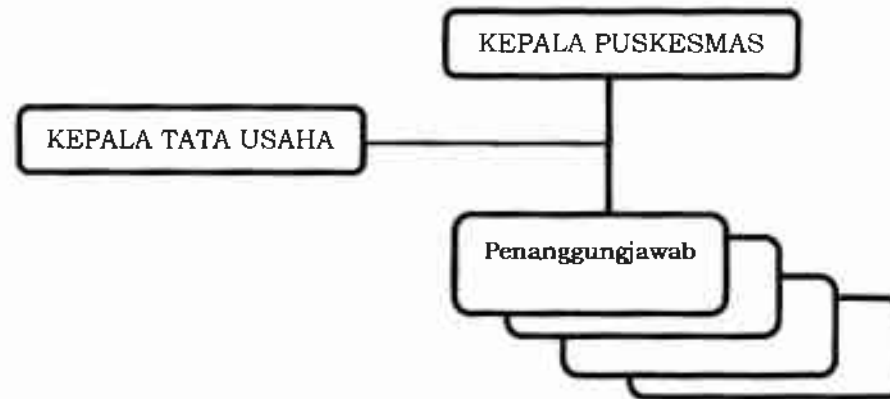 KEPALA PUSKESMAS
KEPALA TATA USAHA
Penanggungjawab